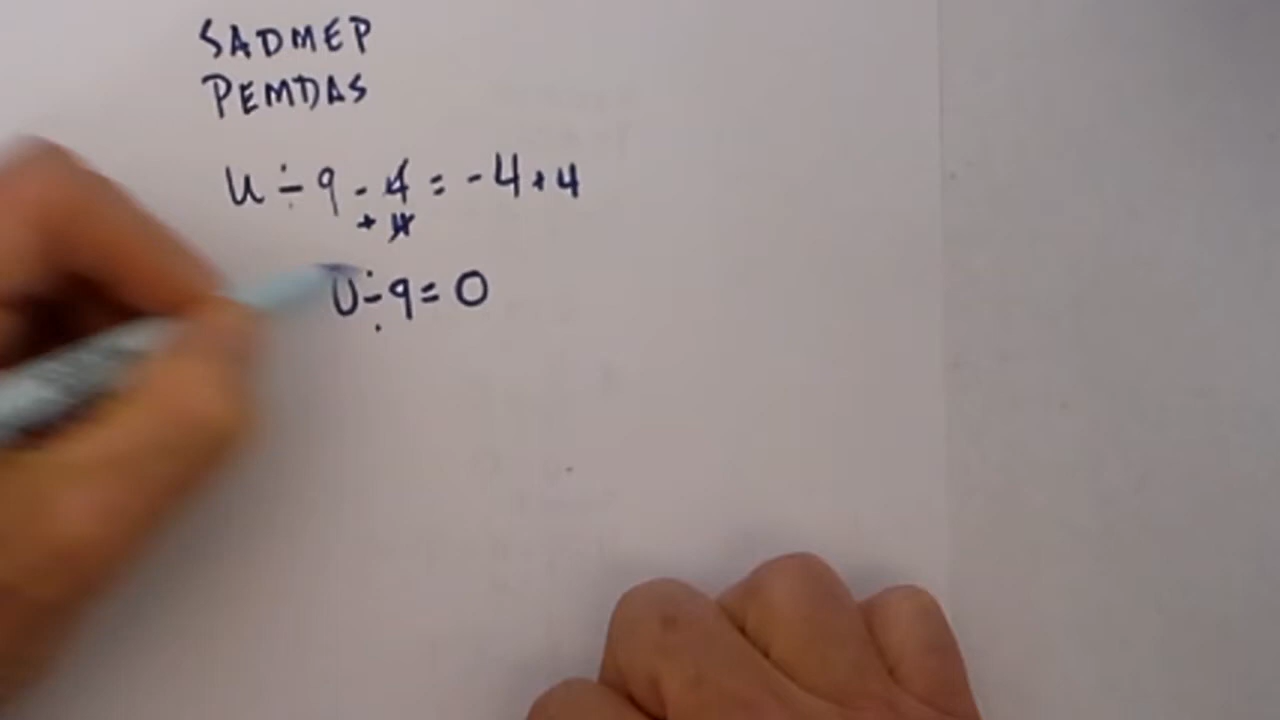 SADMEP
PEMDAS
u ÷ 9 - 4 = -4 + 4
+ 4
U ÷ 9 = 0